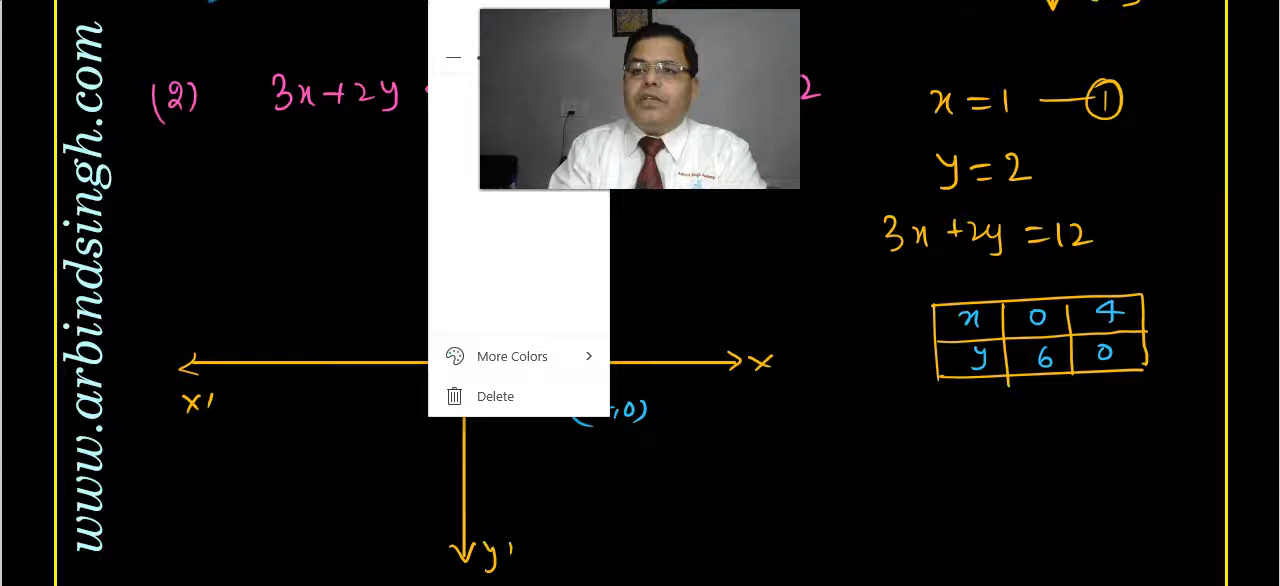 www.arbindsingh.com
(2) 3x+2y
2
x = 1 — 1
y = 2
3x +2y = 12
x 0 4
y 6 0
More Colors
Delete
x
x'
,0)
y'